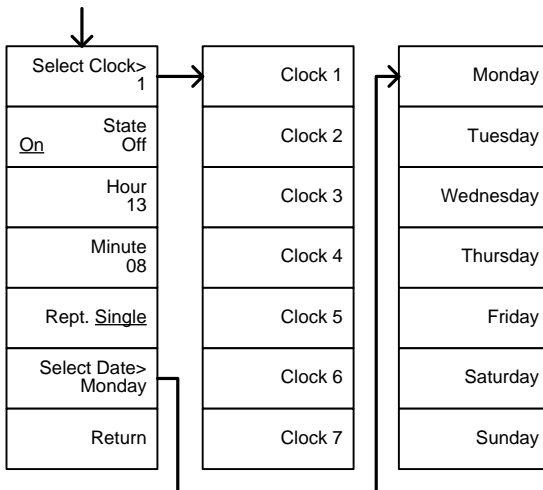 Select Clock>
1
State
On Off
Hour
13
Minute
08
Rept. Single
Select Date>
Monday
Return
Clock 1
Clock 2
Clock 3
Clock 4
Clock 5
Clock 6
Clock 7
Monday
Tuesday
Wednesday
Thursday
Friday
Saturday
Sunday